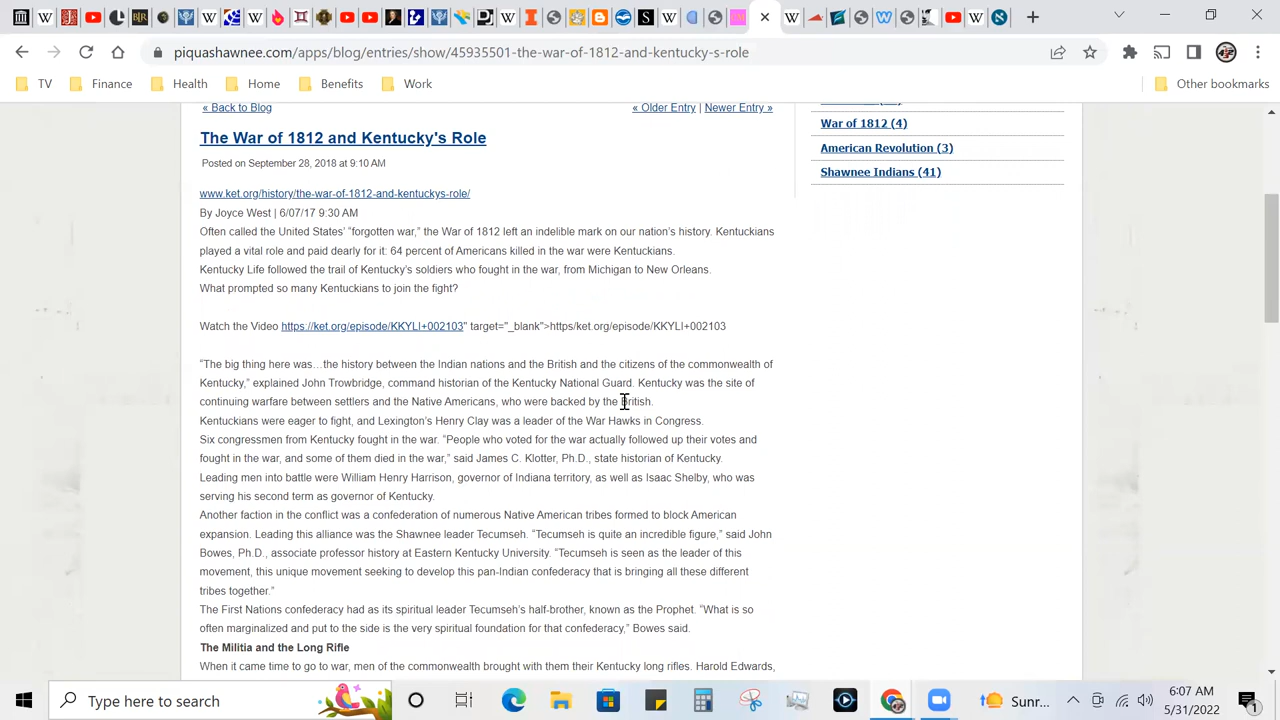 piquashawnee.com/apps/blog/entries/show/45935501-the-war-of-1812-and-kentucky-s-role
TV Finance Health Home Benefits Work Other bookmarks
« Back to Blog « Older Entry | Newer Entry »
War of 1812 (4)
American Revolution (3)
Shawnee Indians (41)
The War of 1812 and Kentucky's Role
Posted on September 28, 2018 at 9:10 AM
www.ket.org/history/the-war-of-1812-and-kentuckys-role/
By Joyce West | 6/07/17 9:30 AM
Often called the United States' "forgotten war," the War of 1812 left an indelible mark on our nation's history. Kentuckians
played a vital role and paid dearly for it: 64 percent of Americans killed in the war were Kentuckians.
Kentucky Life followed the trail of Kentucky's soldiers who fought in the war, from Michigan to New Orleans.
What prompted so many Kentuckians to join the fight?
Watch the Video https://ket.org/episode/KKYLI+002103" target="_blank">https/ket.org/episode/KKYLI+002103
"The big thing here was…the history between the Indian nations and the British and the citizens of the commonwealth of
Kentucky," explained John Trowbridge, command historian of the Kentucky National Guard. Kentucky was the site of
continuing warfare between settlers and the Native Americans, who were backed by the British.
Kentuckians were eager to fight, and Lexington's Henry Clay was a leader of the War Hawks in Congress.
Six congressmen from Kentucky fought in the war. "People who voted for the war actually followed up their votes and
fought in the war, and some of them died in the war," said James C. Klotter, Ph.D., state historian of Kentucky.
Leading men into battle were William Henry Harrison, governor of Indiana territory, as well as Isaac Shelby, who was
serving his second term as governor of Kentucky.
Another faction in the conflict was a confederation of numerous Native American tribes formed to block American
expansion. Leading this alliance was the Shawnee leader Tecumseh. "Tecumseh is quite an incredible figure," said John
Bowes, Ph.D., associate professor history at Eastern Kentucky University. "Tecumseh is seen as the leader of this
movement, this unique movement seeking to develop this pan-Indian confederacy that is bringing all these different
tribes together."
The First Nations confederacy had as its spiritual leader Tecumseh's half-brother, known as the Prophet. "What is so
often marginalized and put to the side is the very spiritual foundation for that confederacy," Bowes said.
The Militia and the Long Rifle
When it came time to go to war, men of the commonwealth brought with them their Kentucky long rifles. Harold Edwards,
Type here to search
Sunr...
6:07 AM
5/31/2022